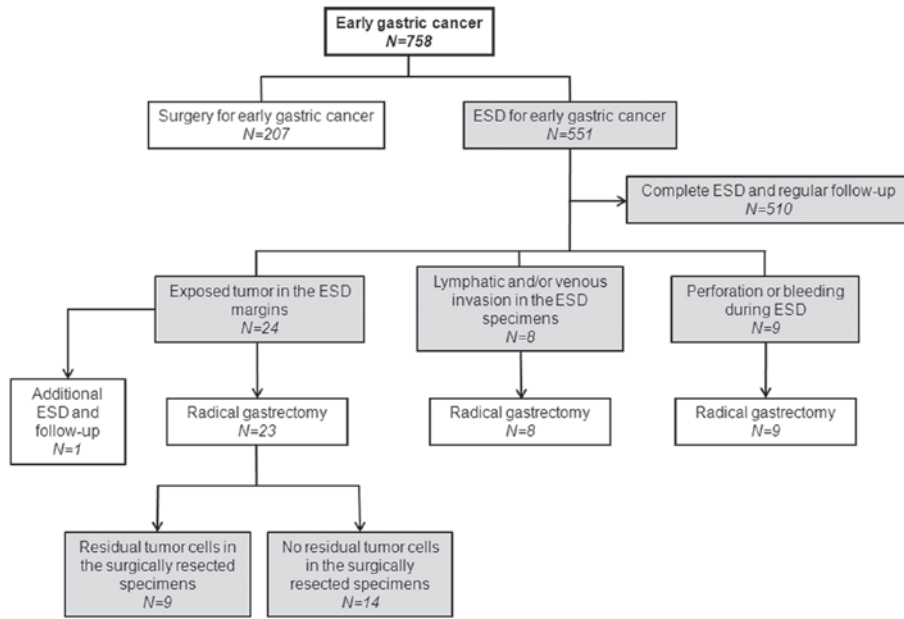 Early gastric cancer
N=758
Surgery for early gastric cancer
N=207
ESD for early gastric cancer
N=551
Complete ESD and regular follow-up
N=510
Exposed tumor in the ESD
margins
N=24
Lymphatic and/or venous
invasion in the ESD
specimens
N=8
Perforation or bleeding
during ESD
N=9
Additional
ESD and
follow-up
N=1
Radical gastrectomy
N=23
Radical gastrectomy
N=8
Radical gastrectomy
N=9
Residual tumor cells in
the surgically resected
specimens
N=9
No residual tumor cells
in the surgically
resected specimens
N=14